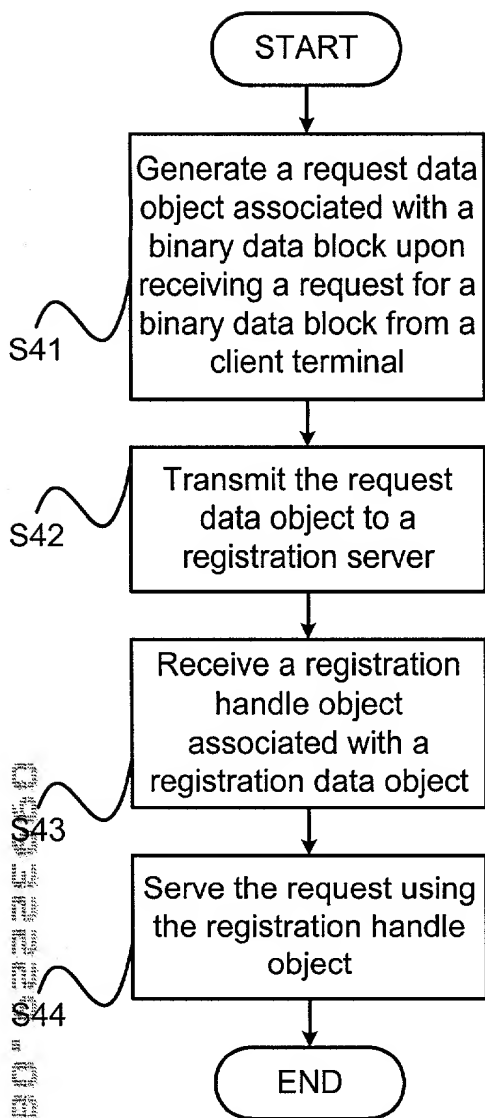 START
Generate a request data
object associated with a
binary data block upon
receiving a request for a
binary data block from a
client terminal
S41
Transmit the request
data object to a
registration server
S42
Receive a registration
handle object
associated with a
registration data object
S43
Serve the request using
the registration handle
object
S44
END